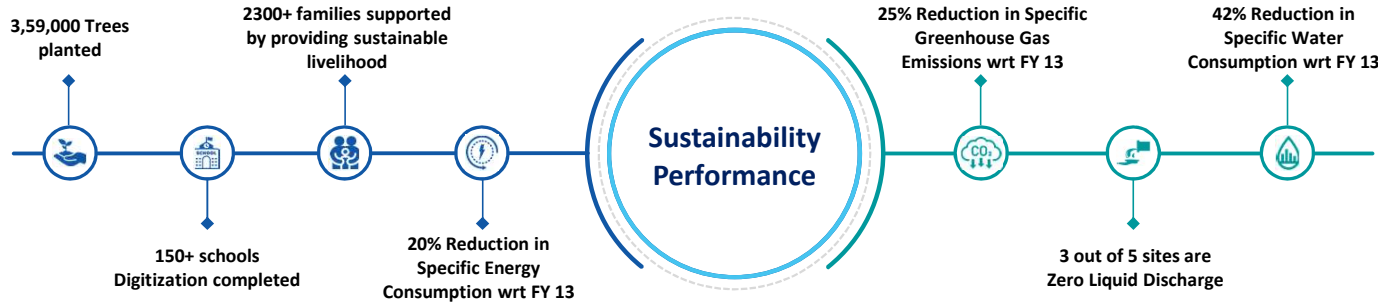 3,59,000 Trees
planted
150+ schools
Digitization completed
2300+ families supported
by providing sustainable
livelihood
20% Reduction in
Specific Energy
Consumption wrt FY 13
Sustainability
Performance
25% Reduction in Specific
Greenhouse Gas
Emissions wrt FY 13
3 out of 5 sites are
Zero Liquid Discharge
42% Reduction in
Specific Water
Consumption wrt FY 13
SCHOOL
CO₂